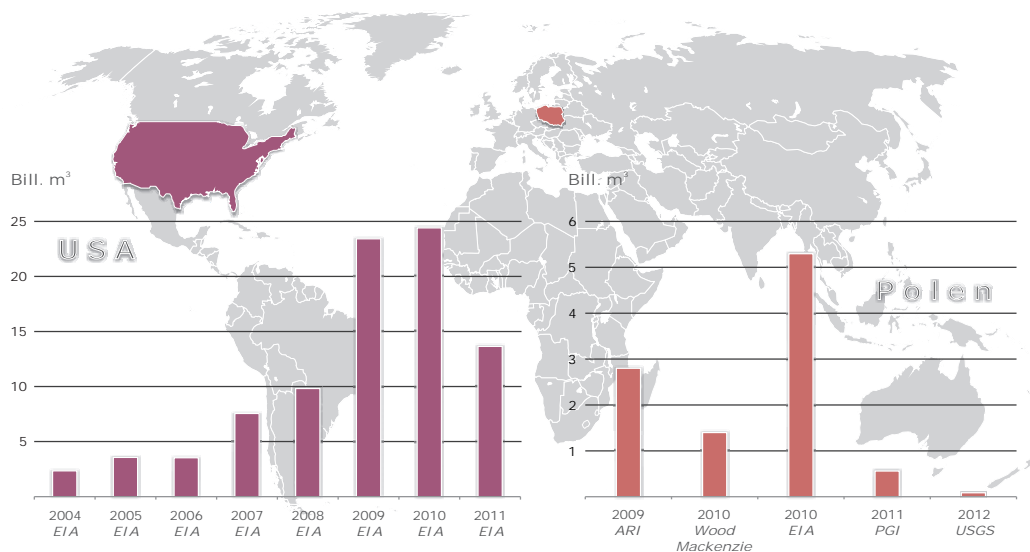 Bill. m³
USA
25
20
15
10
5
2004
EIA
2005
EIA
2006
EIA
2007
EIA
2008
EIA
2009
EIA
2010
EIA
2011
EIA
Bill. m³
Polen
6
5
4
3
2
1
2009
ARI
2010
Wood
Mackenzie
2010
EIA
2011
PGI
2012
USGS